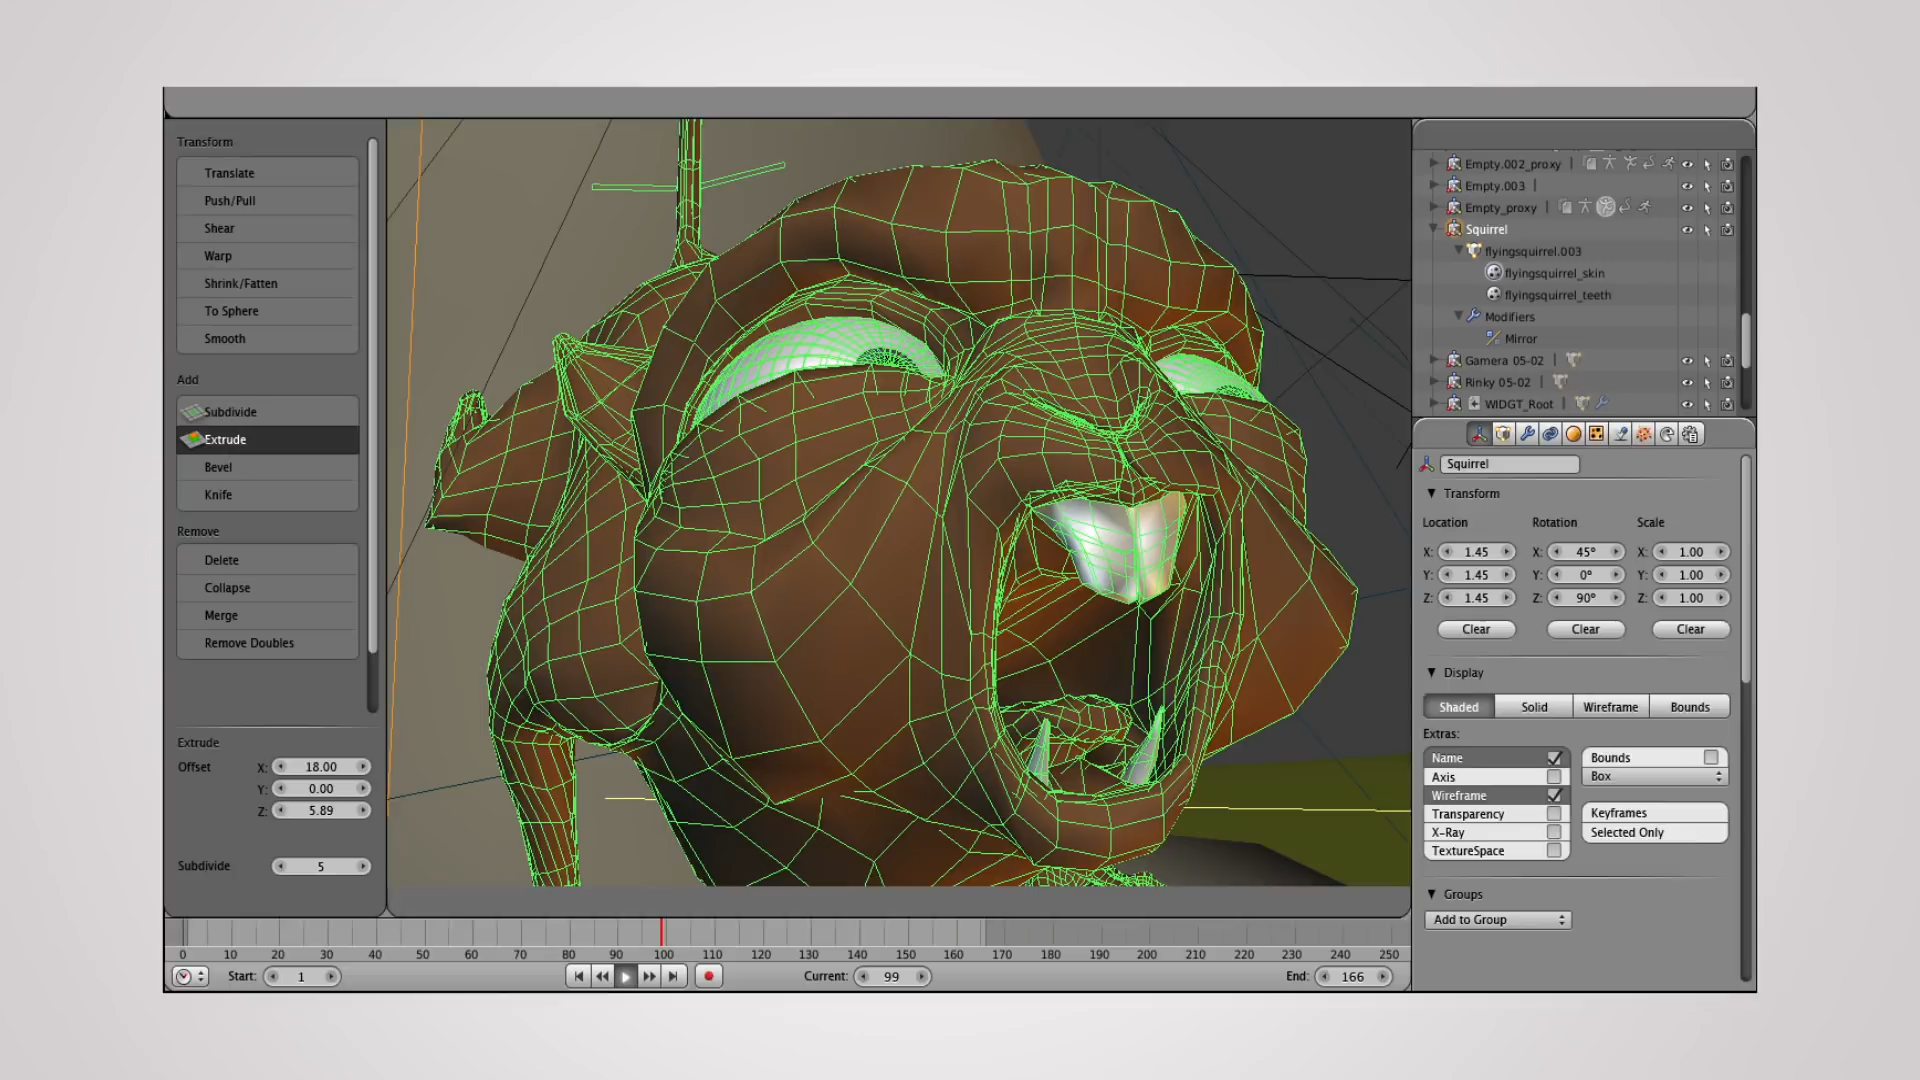 Transform
Translate
Push/Pull
Shear
Warp
Shrink/Fatten
To Sphere
Smooth
Add
Subdivide
Extrude
Bevel
Knife
Remove
Delete
Collapse
Merge
Remove Doubles
Extrude
Offset X: 18.00
Y: 0.00
Z: 5.89
Subdivide 5
Empty.002_proxy
Empty.003
Empty_proxy
Squirrel
flyingsquirrel.003
flyingsquirrel_skin
flyingsquirrel_teeth
Modifiers
Mirror
Gamera 05-02
Rinky 05-02
WIDGT_Root
Squirrel
Transform
Location Rotation Scale
X: 1.45 X: 45° X: 1.00
Y: 1.45 Y: 0° Y: 1.00
Z: 1.45 Z: 90° Z: 1.00
Clear Clear Clear
Display
Shaded Solid Wireframe Bounds
Extras:
Name Bounds
Axis Box
Wireframe
Transparency Keyframes
X-Ray Selected Only
TextureSpace
Groups
Add to Group
0 10 20 30 40 50 60 70 80 90 100 110 120 130 140 150 160 170 180 190 200 210 220 230 240 250
Start: 1 Current: 99 End: 166